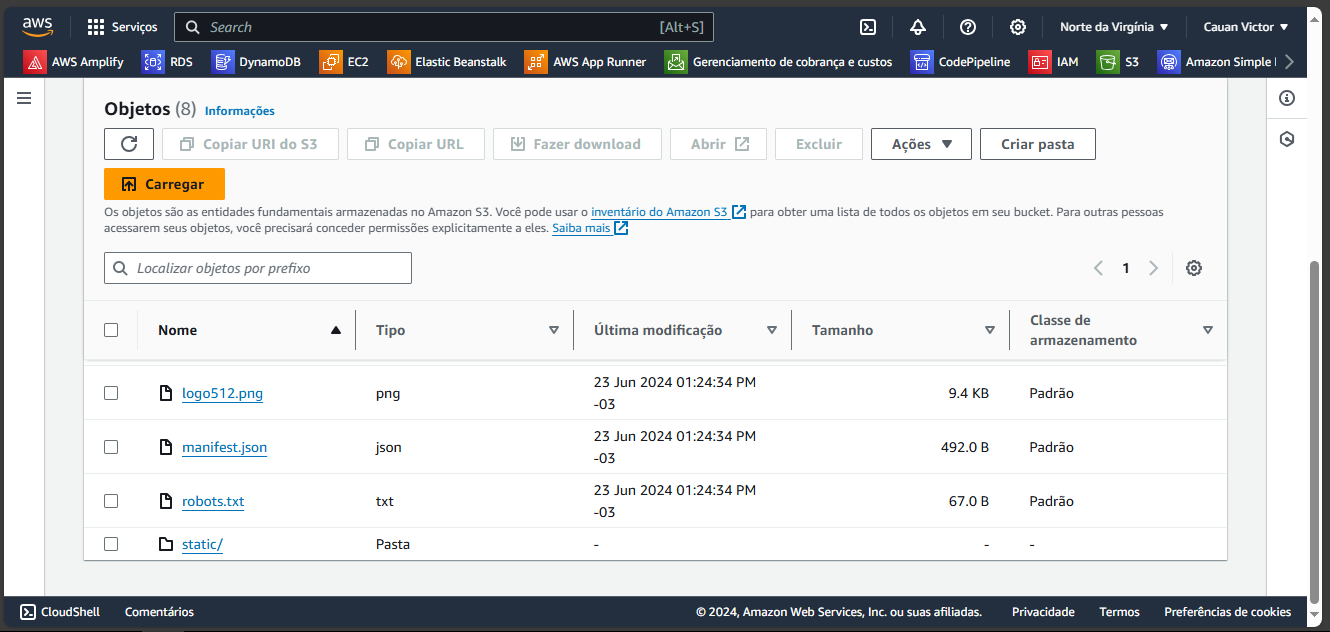 aws Serviços Search [Alt+S] Norte da Virgínia Cauan Victor
AWS Amplify RDS DynamoDB EC2 Elastic Beanstalk AWS App Runner Gerenciamento de cobrança e custos CodePipeline IAM S3 Amazon Simple
Objetos (8) Informações
Copiar URI do S3 Copiar URL Fazer download Abrir Excluir Ações Criar pasta
Carregar
Os objetos são as entidades fundamentais armazenadas no Amazon S3. Você pode usar o inventário do Amazon S3 para obter uma lista de todos os objetos em seu bucket. Para outras pessoas
acessarem seus objetos, você precisará conceder permissões explicitamente a eles. Saiba mais
Localizar objetos por prefixo 1
Nome Tipo Última modificação Tamanho Classe de
armazenamento
logo512.png png 23 Jun 2024 01:24:34 PM
-03 9.4 KB Padrão
manifest.json json 23 Jun 2024 01:24:34 PM
-03 492.0 B Padrão
robots.txt txt 23 Jun 2024 01:24:34 PM
-03 67.0 B Padrão
static/ Pasta - - -
CloudShell Comentários © 2024, Amazon Web Services, Inc. ou suas afiliadas. Privacidade Termos Preferências de cookies